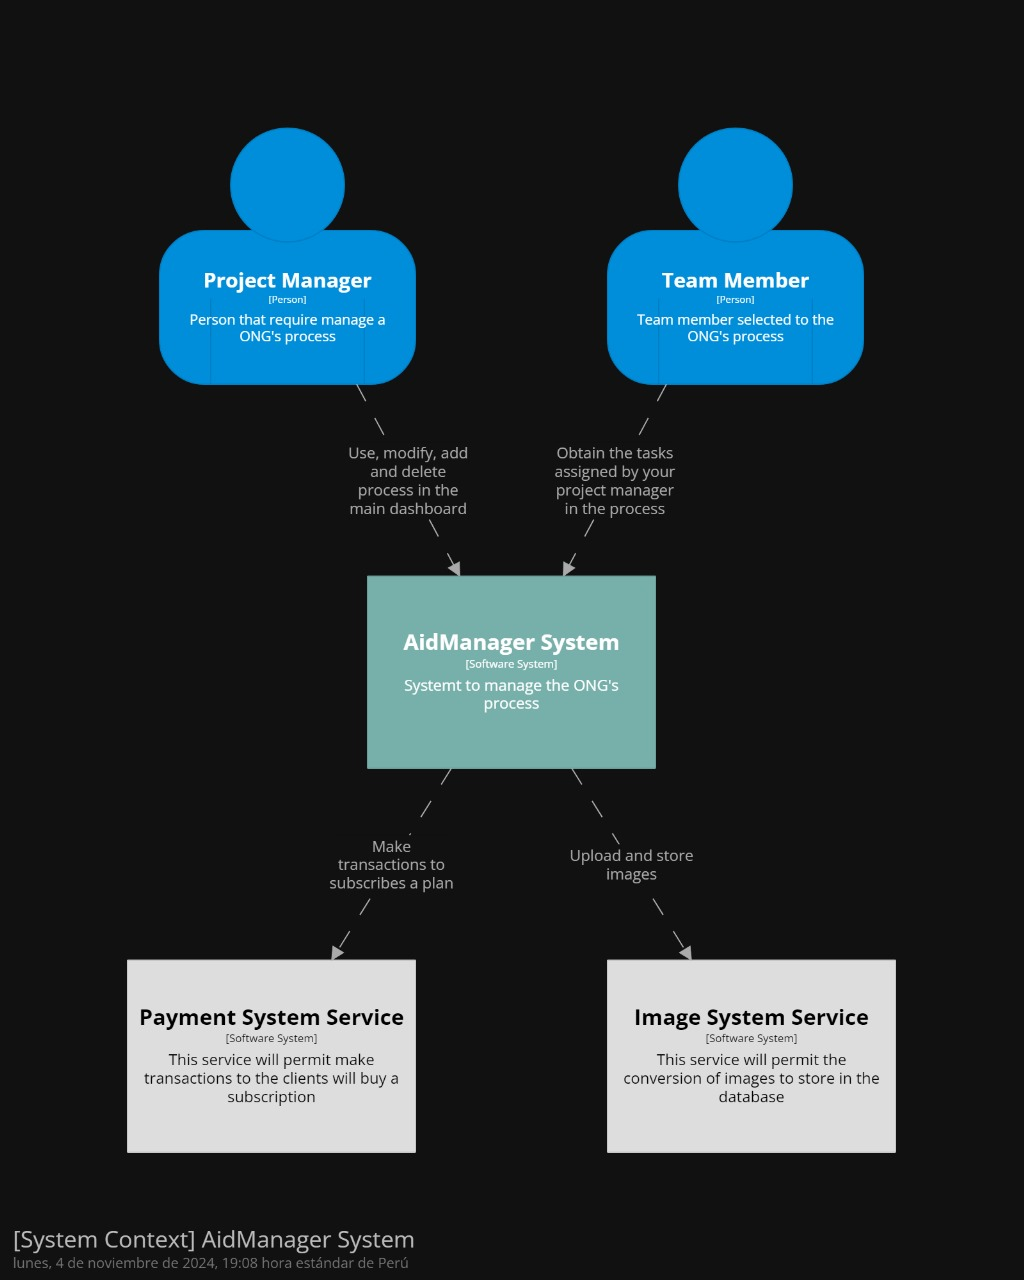 Project Manager
[Person]
Person that require manage a
ONG's process
Team Member
[Person]
Team member selected to the
ONG's process
Use, modify, add
and delete
process in the
main dashboard
Obtain the tasks
assigned by your
project manager
in the process
AidManager System
[Software System]
Systemt to manage the ONG's
process
Make
transactions to
subscribes a plan
Upload and store
images
Payment System Service
[Software System]
This service will permit make
transactions to the clients will buy a
subscription
Image System Service
[Software System]
This service will permit the
conversion of images to store in the
database
[System Context] AidManager System
lunes, 4 de noviembre de 2024, 19:08 hora estándar de Perú